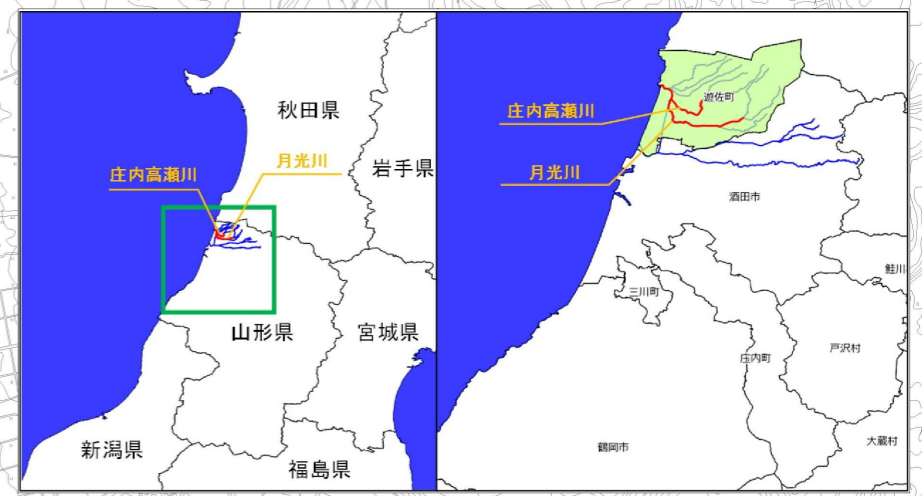 秋田県
庄内高瀬川
月光川
岩手県
山形県
宮城県
新潟県
福島県
遊佐町
庄内高瀬川
月光川
酒田市
鮭川
三川町
戸沢村
庄内町
鶴岡市
大蔵村